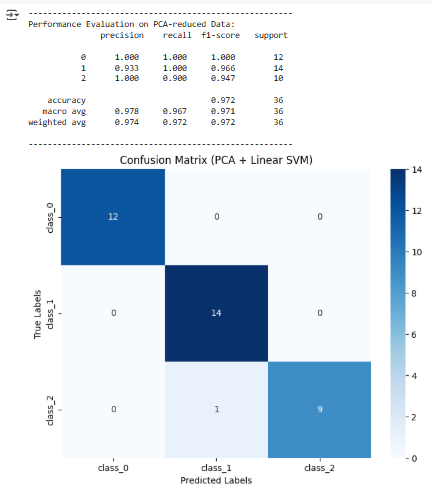 -------------------------------------------------------
Performance Evaluation on PCA-reduced Data:
precision recall f1-score support
0 1.000 1.000 1.000 12
1 0.933 1.000 0.966 14
2 1.000 0.900 0.947 10
accuracy 0.972 36
macro avg 0.978 0.967 0.971 36
weighted avg 0.974 0.972 0.972 36
-------------------------------------------------------
Confusion Matrix (PCA + Linear SVM)
True Labels
class_0 12 0 0
class_1 0 14 0
class_2 0 1 9
class_0 class_1 class_2
Predicted Labels
14
12
10
8
6
4
2
0